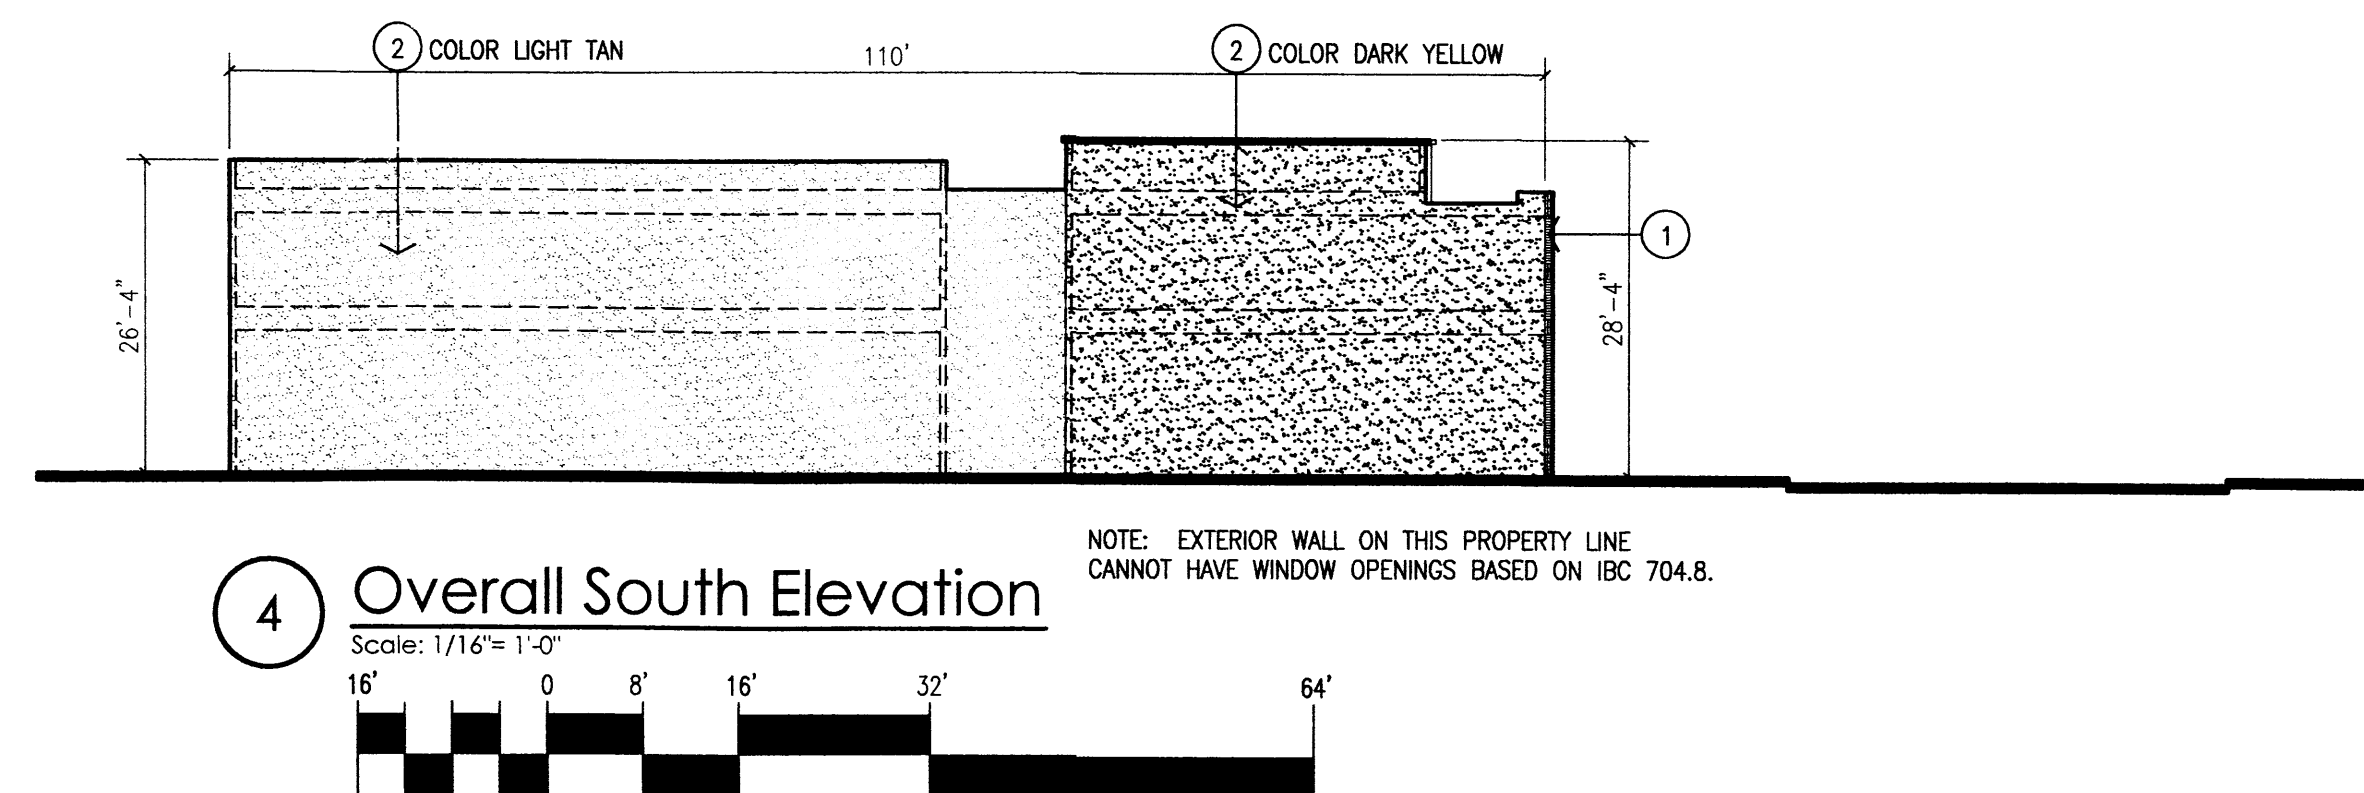 2 COLOR LIGHT TAN
110'
2 COLOR DARK YELLOW
1
26'-4"
28'-4"
NOTE: EXTERIOR WALL ON THIS PROPERTY LINE
CANNOT HAVE WINDOW OPENINGS BASED ON IBC 704.8.
4 Overall South Elevation
Scale: 1/16"= 1'-0"
16' 0 8' 16' 32' 64'